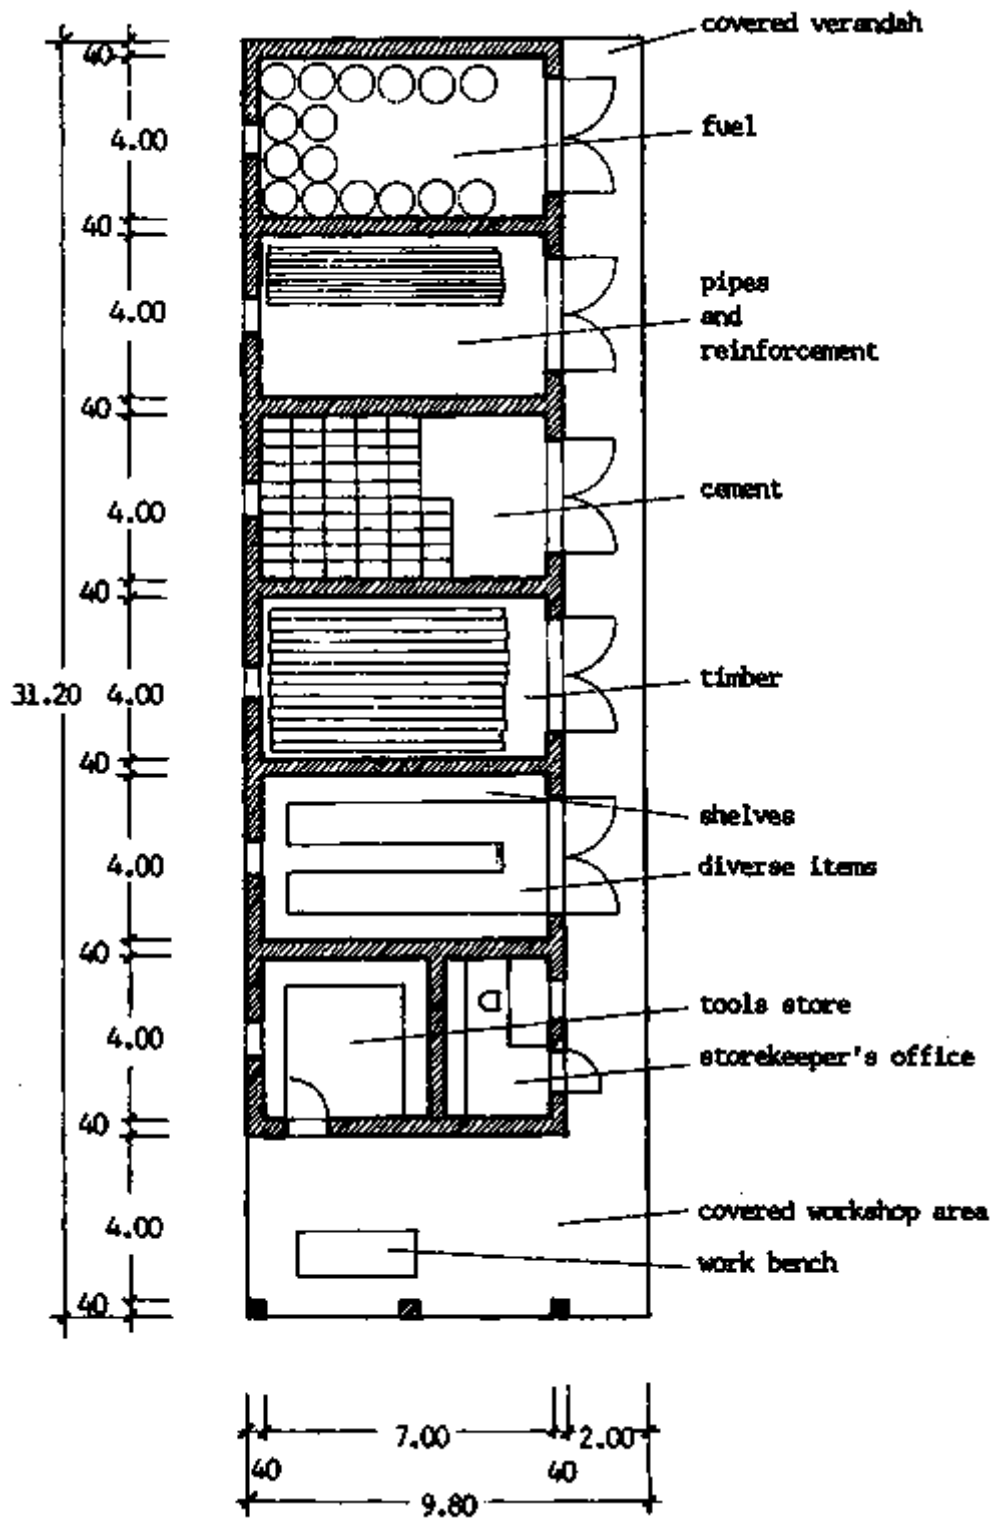 covered verandah
40
4.00
fuel
40
pipes
4.00
and
reinforcement
40
cement
4.00
40
timber
31.20
4.00
40
shelves
4.00
diverse items
40
tools store
4.00
storekeeper's office
40
covered workshop area
4.00
work bench
40
7.00
2.00
40
40
9.80